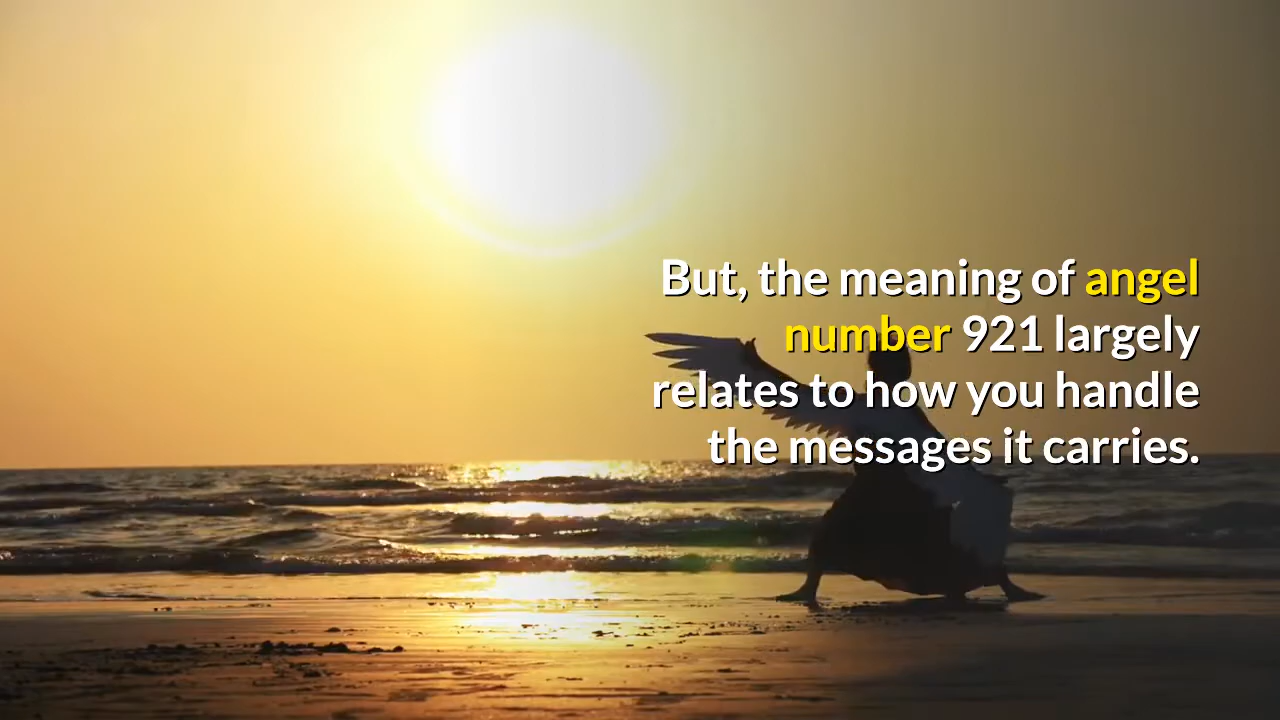 But, the meaning of angel
number 921 largely
relates to how you handle
the messages it carries.